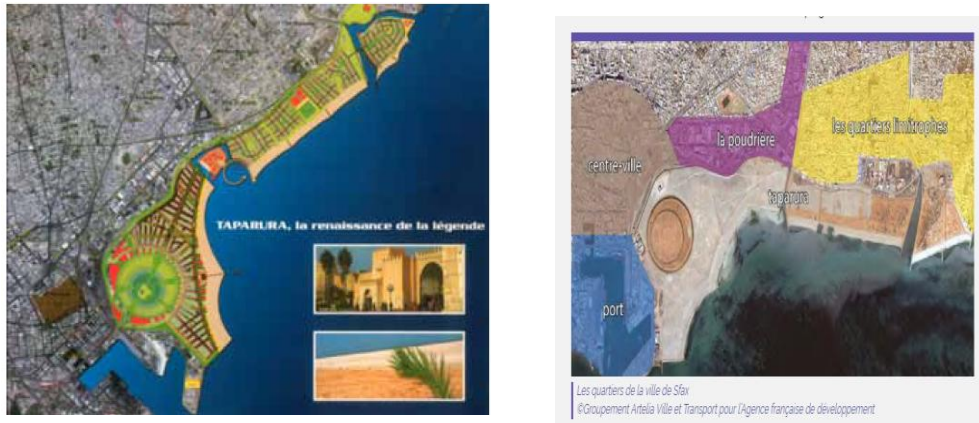 TAPARURA, la renaissance de la légende
la poudrière
les quartiers limitrophes
centre-ville
taparura
port
Les quartiers de la ville de Sfax
©Groupement Artelia Ville et Transport pour l'Agence française de développement